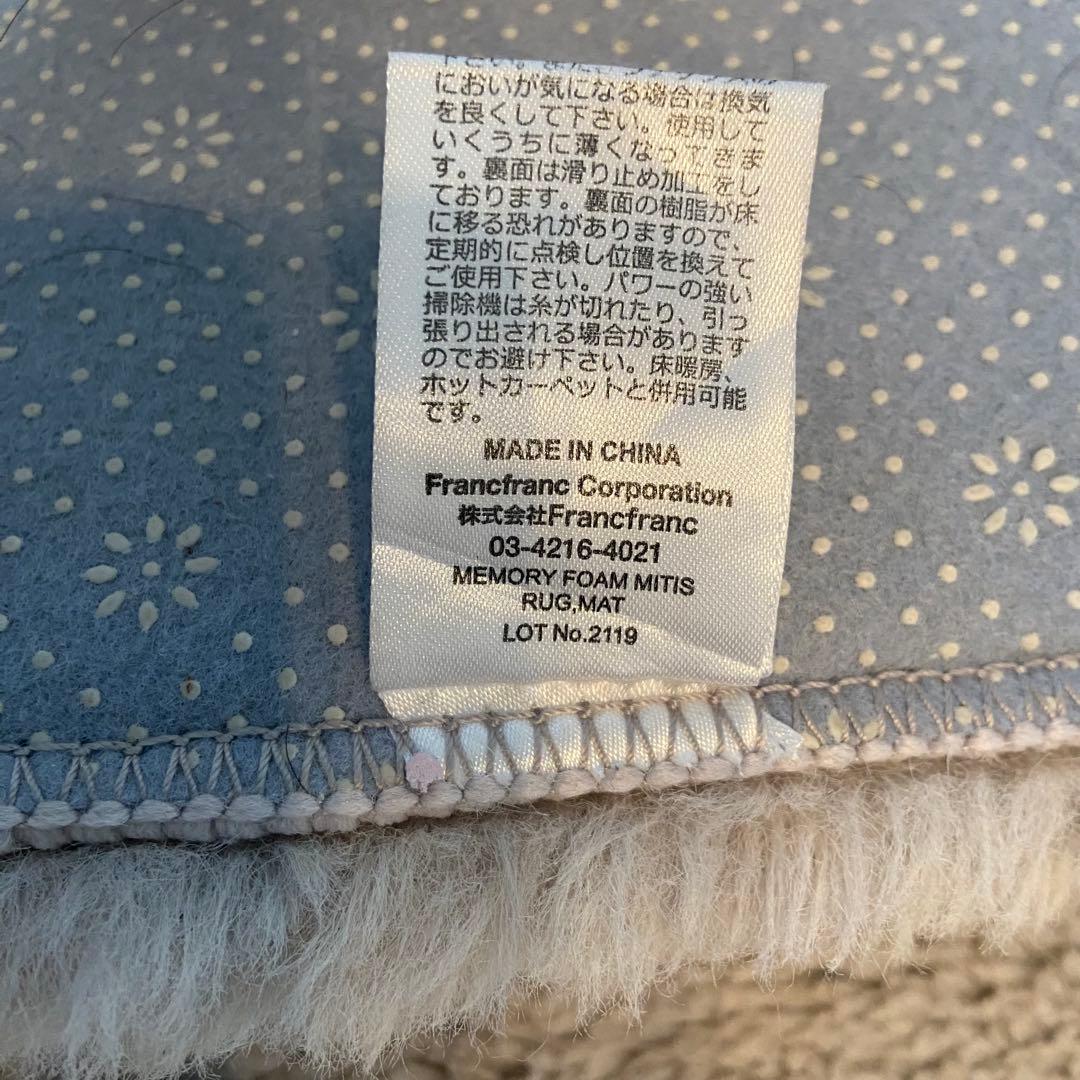 下さい。また、
においが気になる場合は換気
を良くして下さい。使用して
いくうちに薄くなってきま
す。裏面は滑り止め加工をし
ております。裏面の樹脂が床
に移る恐れがありますので、
定期的に点検し位置を換えて
ご使用下さい。パワーの強い
掃除機は糸が切れたり、引っ
張り出される場合があります
のでお避け下さい。床暖房、
ホットカーペットと併用可能
です。
MADE IN CHINA
Francfranc Corporation
株式会社Francfranc
03-4216-4021
MEMORY FOAM MITIS
RUG,MAT
LOT No.2119